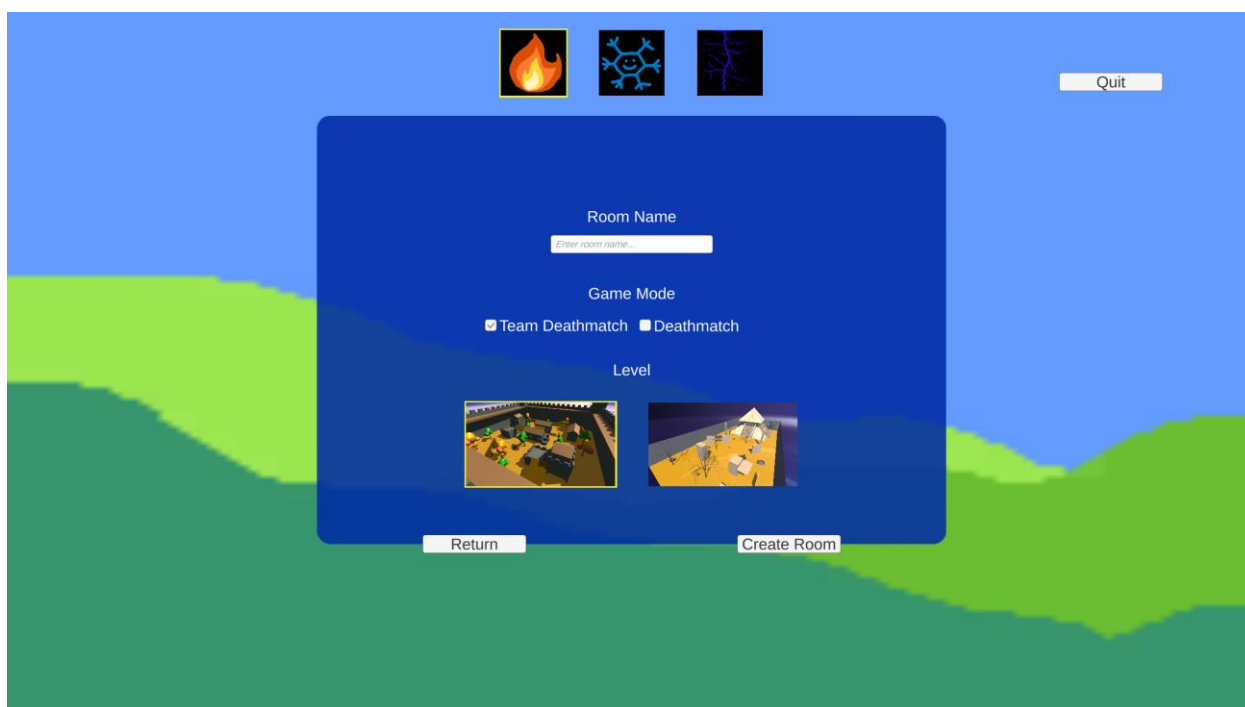 Quit
Room Name
Enter room name...
Game Mode
Team Deathmatch Deathmatch
Level
Return Create Room